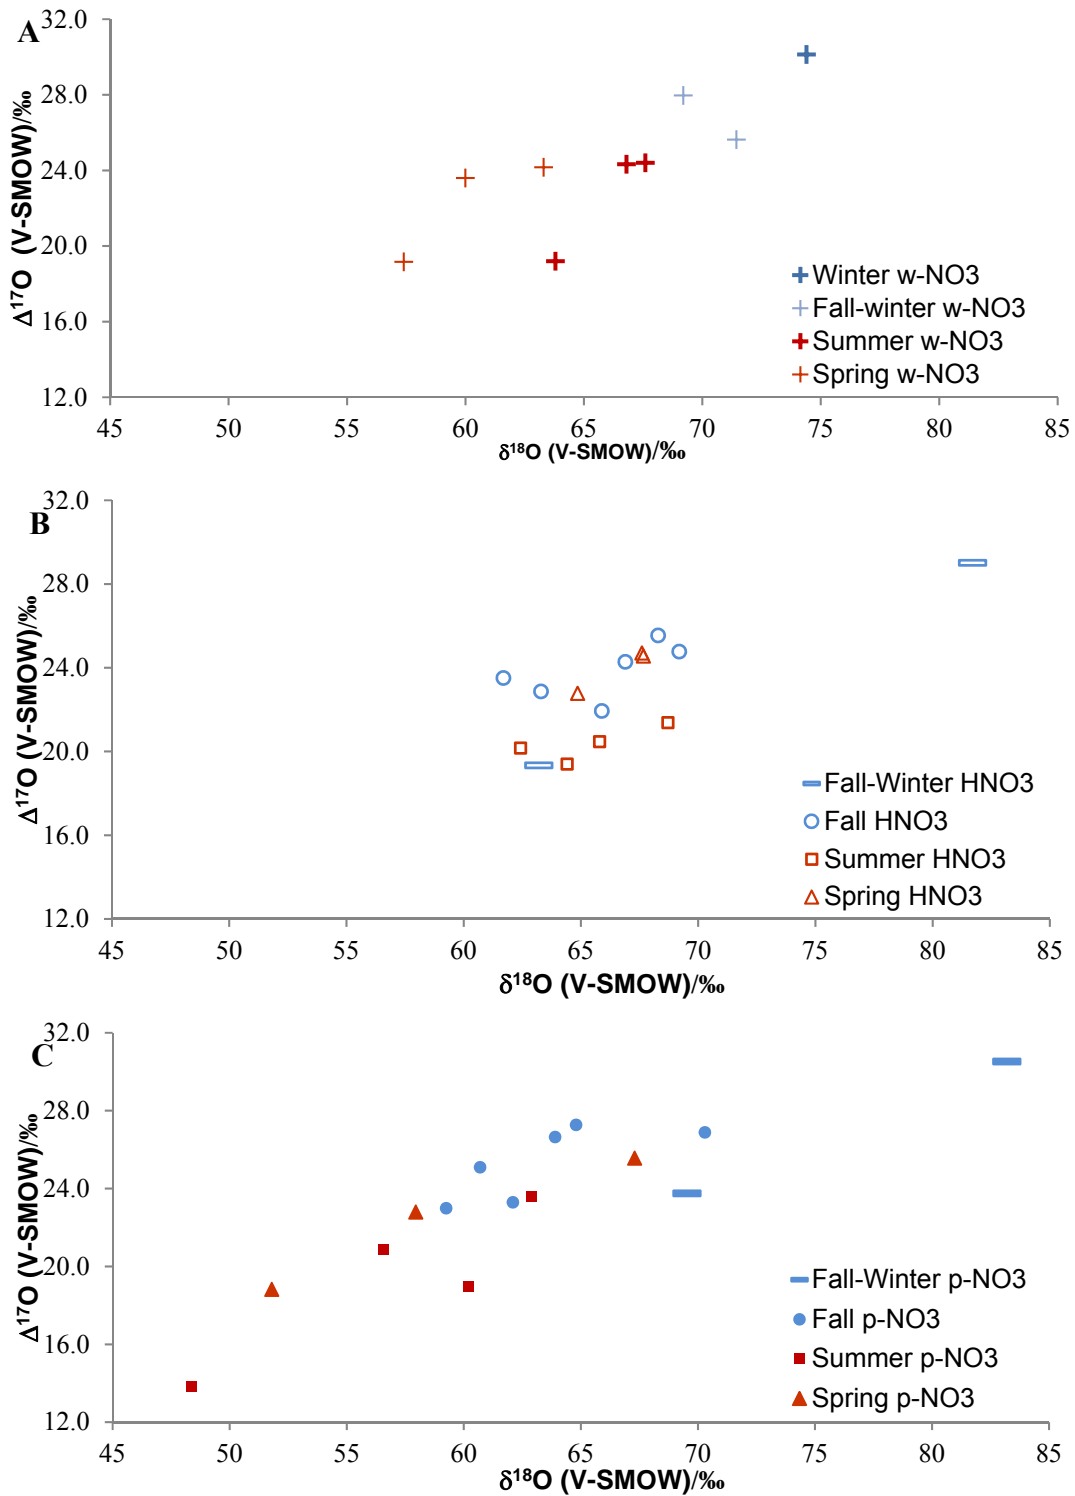 A
32.0
28.0
24.0
20.0
16.0
12.0
Δ¹⁷O (V-SMOW)/‰
45 50 55 60 65 70 75 80 85
δ¹⁸O (V-SMOW)/‰
Winter w-NO3
Fall-winter w-NO3
Summer w-NO3
Spring w-NO3
B
32.0
28.0
24.0
20.0
16.0
12.0
Δ¹⁷O (V-SMOW)/‰
45 50 55 60 65 70 75 80 85
δ¹⁸O (V-SMOW)/‰
Fall-Winter HNO3
Fall HNO3
Summer HNO3
Spring HNO3
C
32.0
28.0
24.0
20.0
16.0
12.0
Δ¹⁷O (V-SMOW)/‰
45 50 55 60 65 70 75 80 85
δ¹⁸O (V-SMOW)/‰
Fall-Winter p-NO3
Fall p-NO3
Summer p-NO3
Spring p-NO3